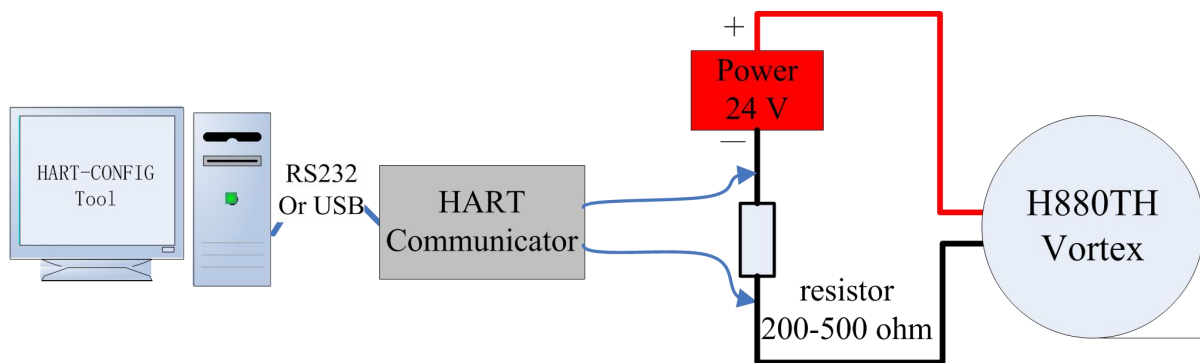 HART-CONFIG
Tool
RS232
Or USB
HART
Communicator
+
Power
24 V
—
resistor
200-500 ohm
H880TH
Vortex